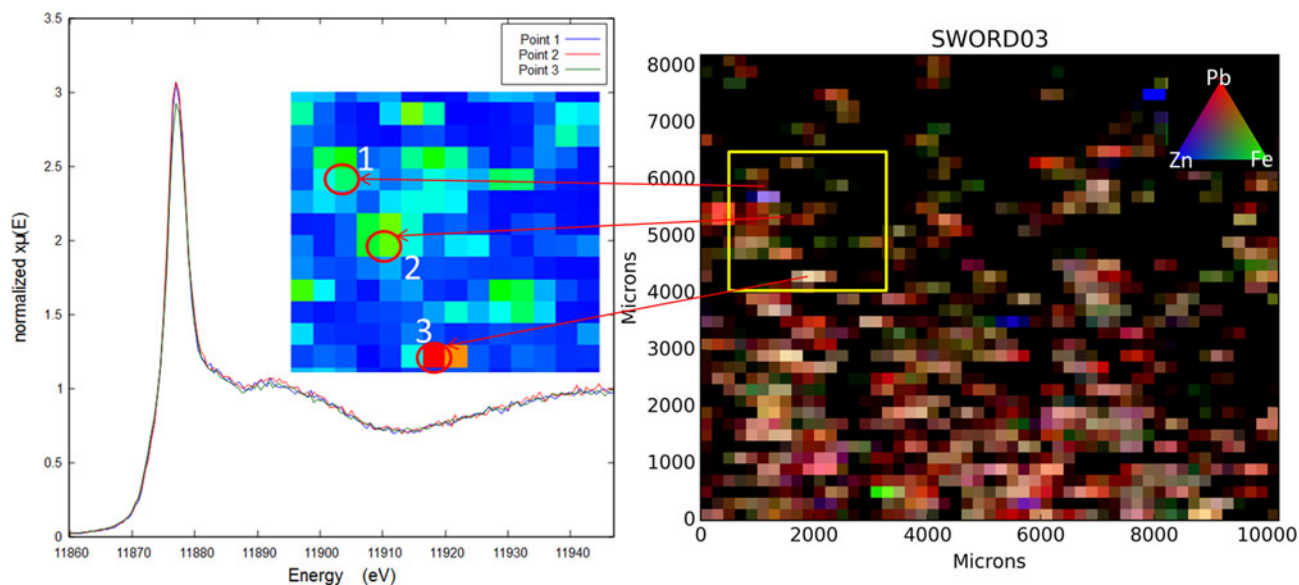 3.5
3
2.5
2
1.5
1
0.5
0
normalized xμ(E)
11860 11870 11880 11890 11900 11910 11920 11930 11940
Energy (eV)
Point 1
Point 2
Point 3
1
2
3
SWORD03
8000
7000
6000
5000
4000
3000
2000
1000
0
Microns
0 2000 4000 6000 8000 10000
Microns
Pb
Zn Fe